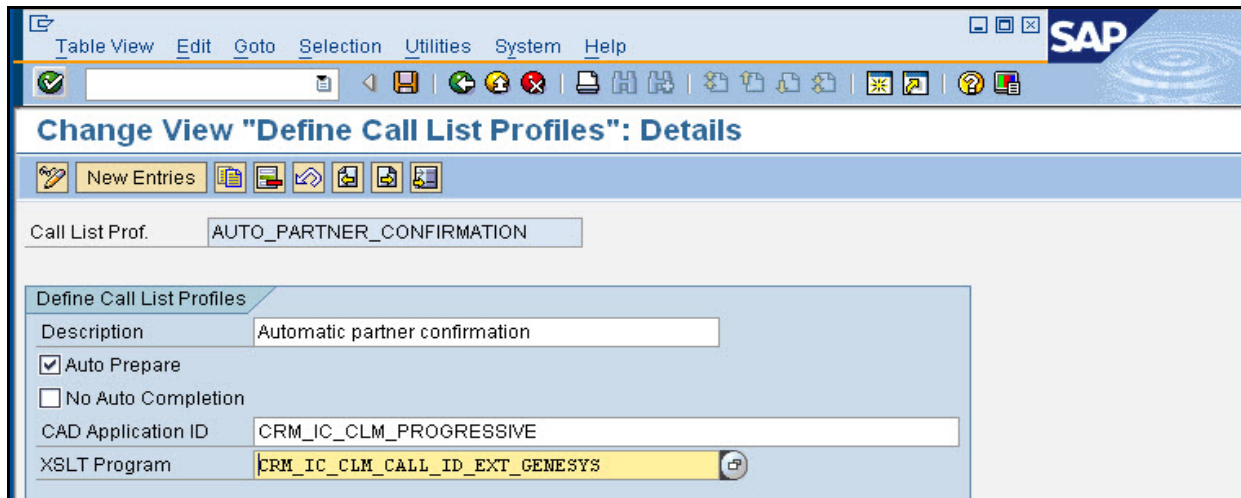 Table View Edit Goto Selection Utilities System Help
SAP
Change View "Define Call List Profiles": Details
New Entries
Call List Prof. AUTO_PARTNER_CONFIRMATION
Define Call List Profiles
Description Automatic partner confirmation
Auto Prepare
No Auto Completion
CAD Application ID CRM_IC_CLM_PROGRESSIVE
XSLT Program CRM_IC_CLM_CALL_ID_EXT_GENESYS